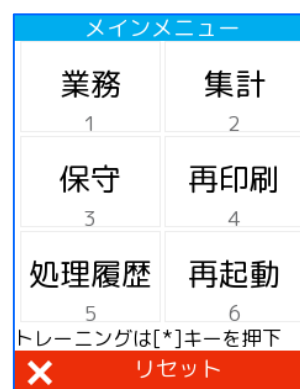 メインメニュー
業務 集計
1 2
保守 再印刷
3 4
処理履歴 再起動
5 6
トレーニングは[*]キーを押下
リセット